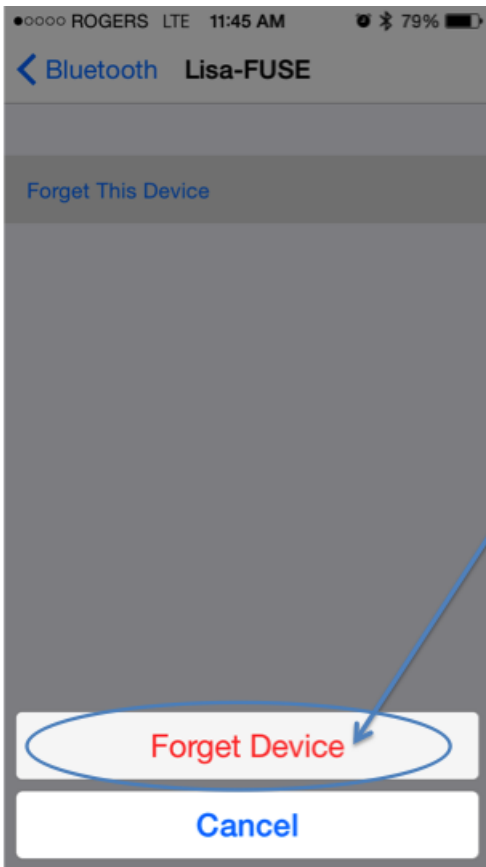 ROGERS LTE 11:45 AM 79%
Bluetooth Lisa-FUSE
Forget This Device
Forget Device
Cancel